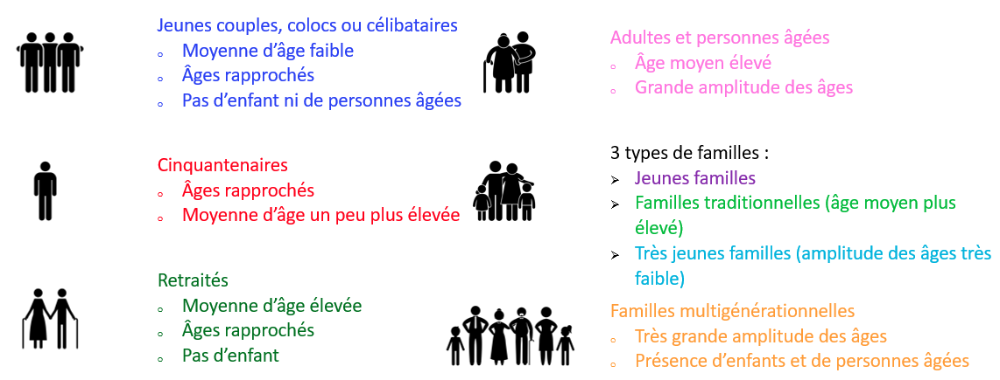 Jeunes couples, colocs ou célibataires
Moyenne d’âge faible
Âges rapprochés
Pas d’enfant ni de personnes âgées
Cinquantenaires
Âges rapprochés
Moyenne d’âge un peu plus élevée
Retraités
Moyenne d’âge élevée
Âges rapprochés
Pas d’enfant
Adultes et personnes âgées
Âge moyen élevé
Grande amplitude des âges
3 types de familles :
Jeunes familles
Familles traditionnelles (âge moyen plus
élevé)
Très jeunes familles (amplitude des âges très
faible)
Familles multigénérationnelles
Très grande amplitude des âges
Présence d’enfants et de personnes âgées